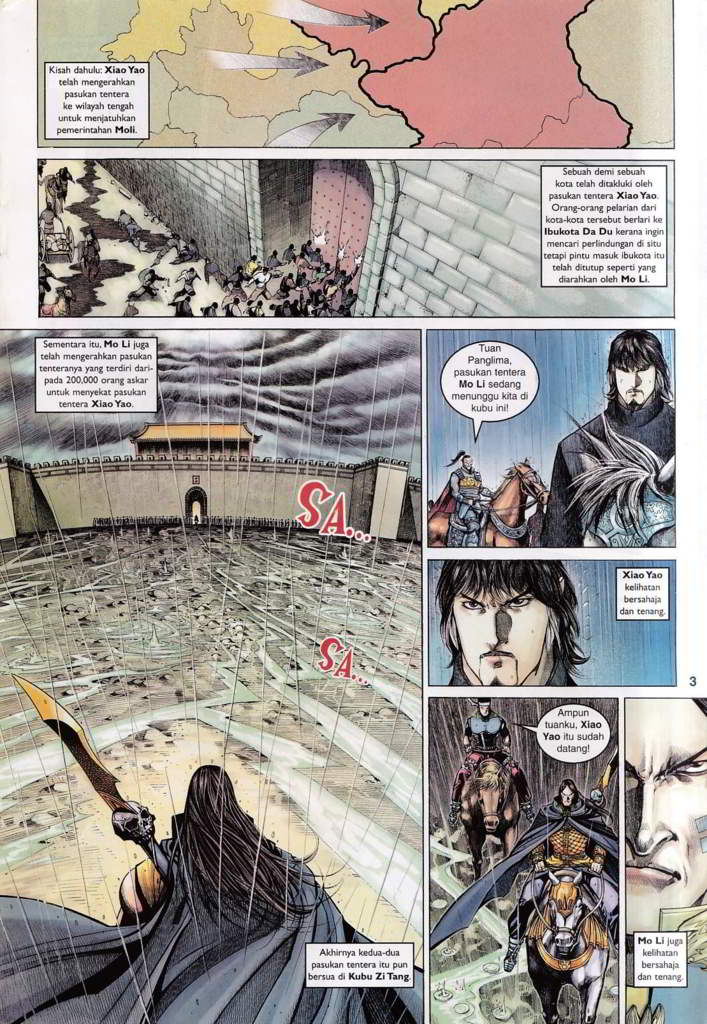 Kisah dahulu: Xiao Yao
telah mengerahkan
pasukan tentera
ke wilayah tengah
untuk menjatuhkan
pemerintahan Moli.
Sebuah demi sebuah
kota telah ditakluki oleh
pasukan tentera Xiao Yao.
Orang-orang pelarian dari
kota-kota tersebut berlari ke
Ibukota Da Du kerana ingin
mencari perlindungan di situ
tetapi pintu masuk ibukota itu
telah ditutup seperti yang
diarahkan oleh Mo Li.
Sementara itu, Mo Li juga
telah mengerahkan pasukan
tenteranya yang terdiri dari-
pada 200,000 orang askar
untuk menyekat pasukan
tentera Xiao Yao.
SA...
SA...
Akhirnya kedua-dua
pasukan tentera itu pun
bersua di Kubu Zi Tang.
Tuan
Panglima,
pasukan tentera
Mo Li sedang
menunggu kita di
kubu ini!
Xiao Yao
kelihatan
bersahaja
dan tenang.
Ampun
tuanku, Xiao
Yao itu sudah
datang!
Mo Li juga
kelihatan
bersahaja
dan tenang.
3